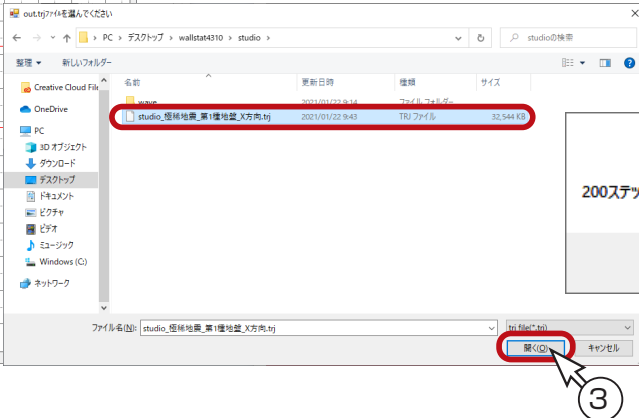 out.trjファイルを選んでください
PC > デスクトップ > wallstat4310 > studio >
studioの検索
整理 新しいフォルダー
名前 更新日時 種類 サイズ
wave 2021/01/22 9:14 ファイル フォルダー
studio_極稀地震_第1種地盤_X方向.trj 2021/01/22 9:43 TRJ ファイル 32,544 KB
Creative Cloud File
OneDrive
PC
3D オブジェクト
ダウンロード
デスクトップ
ドキュメント
ピクチャ
ビデオ
ミュージック
Windows (C:)
ネットワーク
200ステッ
ファイル名(N): studio_極稀地震_第1種地盤_X方向.trj
trj file(*.trj)
開く(O) キャンセル
3